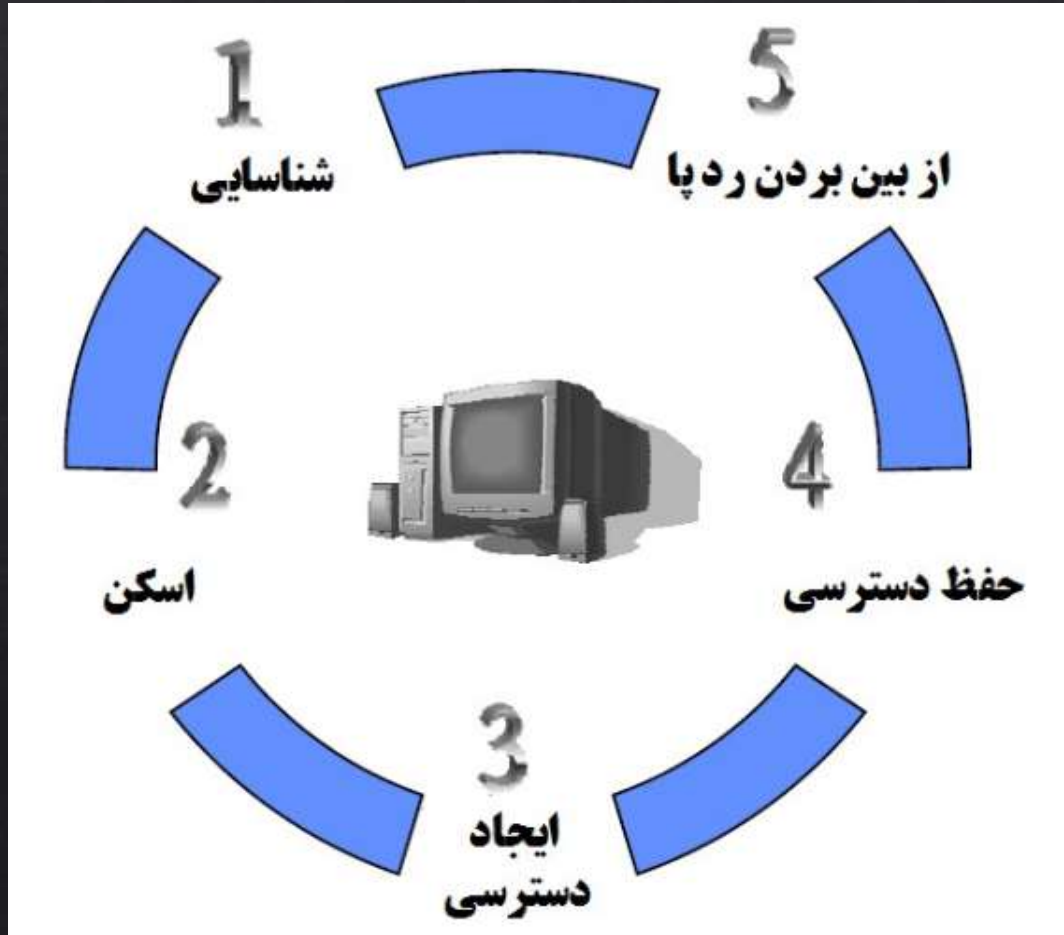 1
شناسایی
2
اسکن
3
ایجاد
دسترسی
4
حفظ دسترسی
5
از بین بردن رد پا